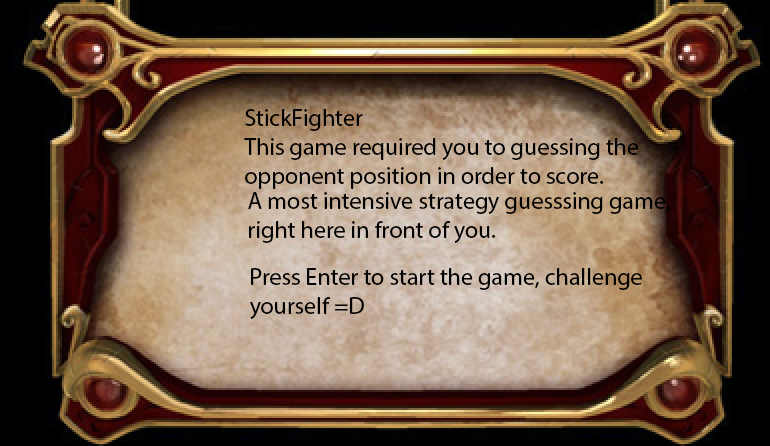 StickFighter
This game required you to guessing the
opponent position in order to score.
A most intensive strategy guesssing game
right here in front of you.
Press Enter to start the game, challenge
yourself =D